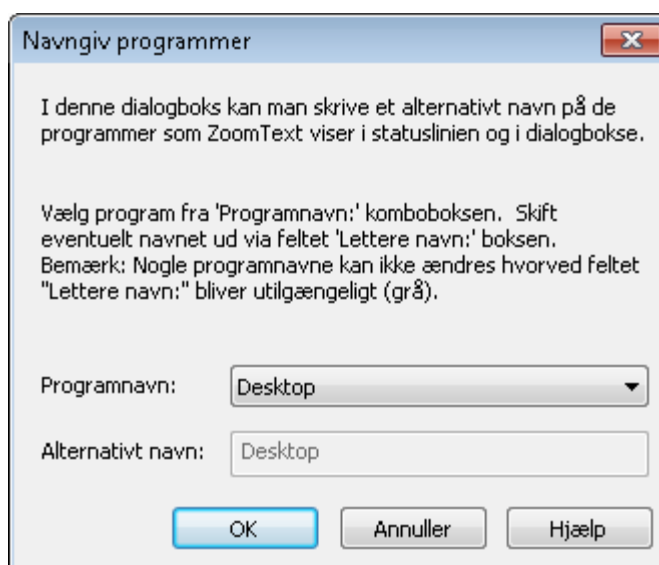 Navngiv programmer
I denne dialogboks kan man skrive et alternativt navn på de
programmer som ZoomText viser i statuslinien og i dialogbokse.
Vælg program fra 'Programnavn:' komboboksen.  Skift
eventuelt navnet ud via feltet 'Lettere navn:' boksen.
Bemærk: Nogle programnavne kan ikke ændres hvorved feltet
"Lettere navn:" bliver utilgængeligt (grå).
Programnavn: Desktop
Alternativt navn: Desktop
OK Annuller Hjælp